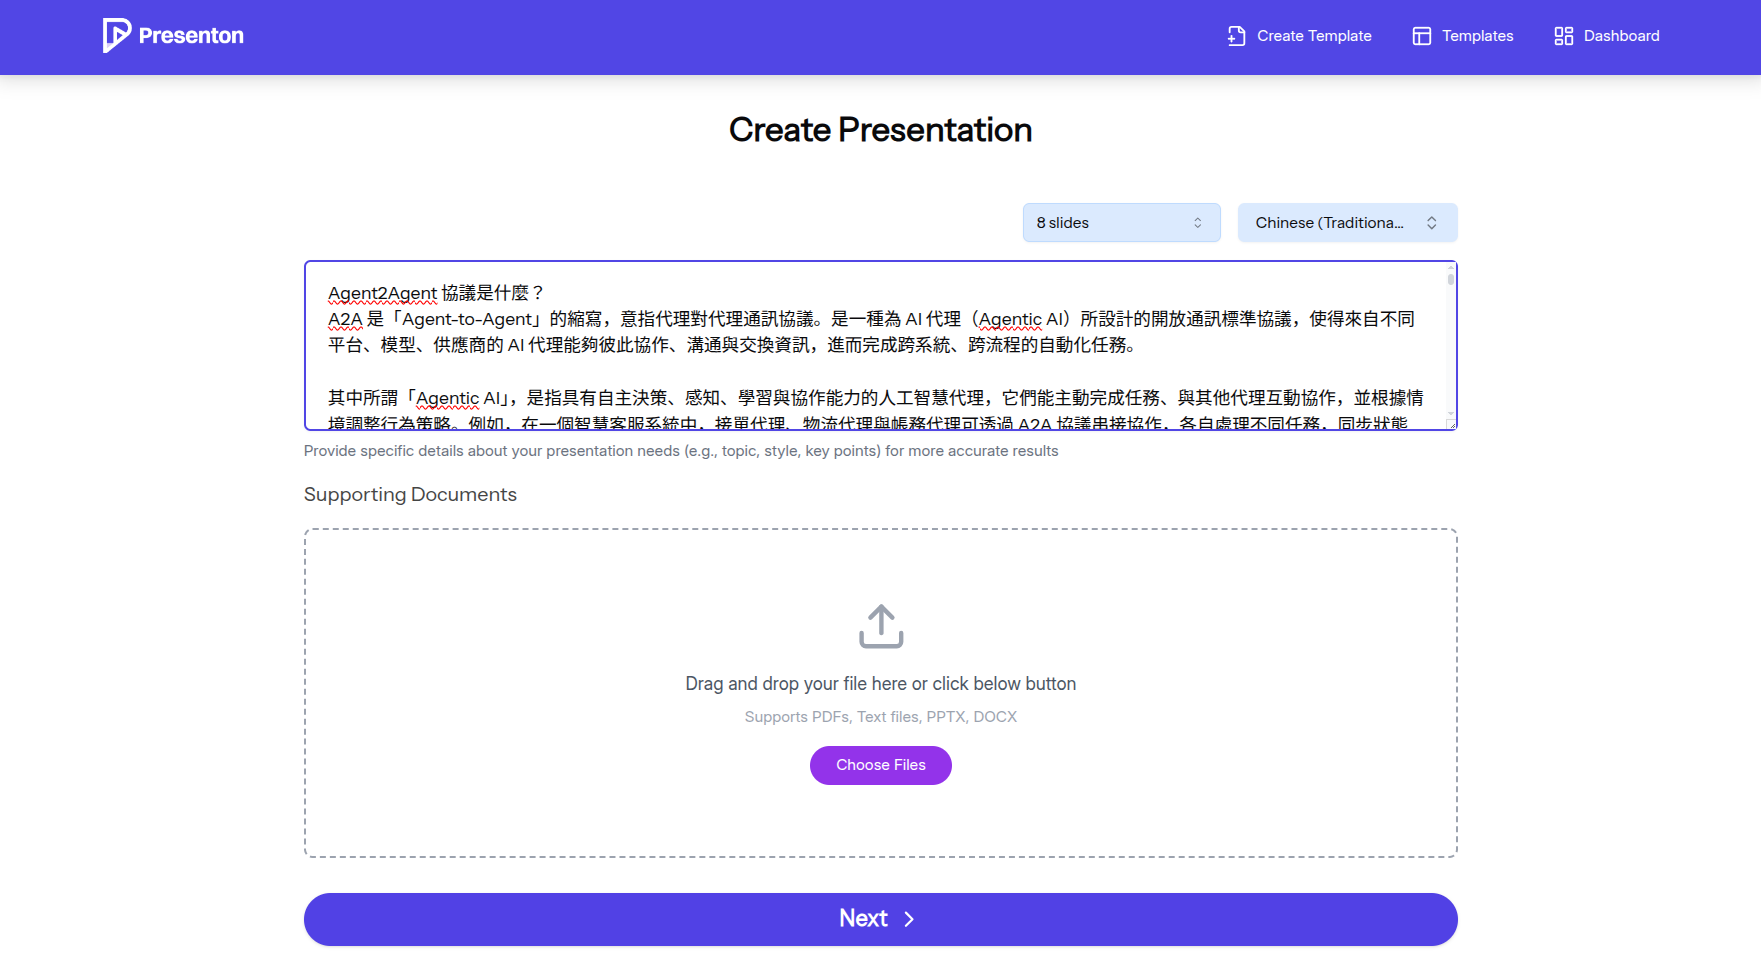 Presenton
Create Template
Templates
Dashboard
Create Presentation
8 slides
Chinese (Traditiona...
Agent2Agent 協議是什麼？
A2A 是「Agent-to-Agent」的縮寫，意指代理對代理通訊協議。是一種為 AI 代理（Agentic AI）所設計的開放通訊標準協議，使得來自不同
平台、模型、供應商的 AI 代理能夠彼此協作、溝通與交換資訊，進而完成跨系統、跨流程的自動化任務。
其中所謂「Agentic AI」，是指具有自主決策、感知、學習與協作能力的人工智慧代理，它們能主動完成任務、與其他代理互動協作，並根據情
境調整行為策略。例如，在一個智慧客服系統中，接單代理、物流代理與帳務代理可透過 A2A 協議串接協作，各自處理不同任務，同步狀態
Provide specific details about your presentation needs (e.g., topic, style, key points) for more accurate results
Supporting Documents
Drag and drop your file here or click below button
Supports PDFs, Text files, PPTX, DOCX
Choose Files
Next